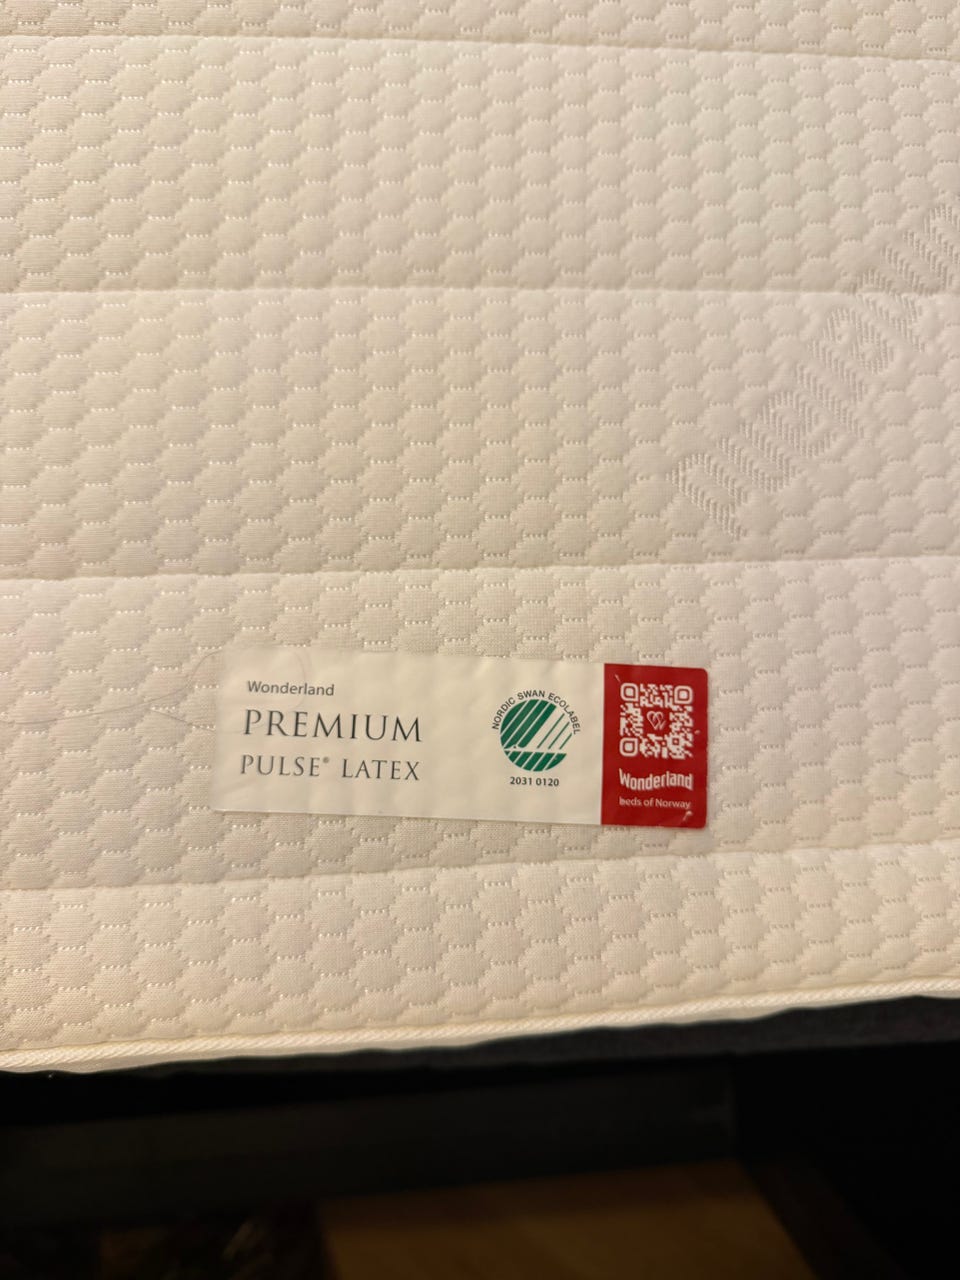 Wonderland
PREMIUM
PULSE® LATEX
NORDIC SWAN ECOLABEL
2031 0120
Wonderland
beds of Norway